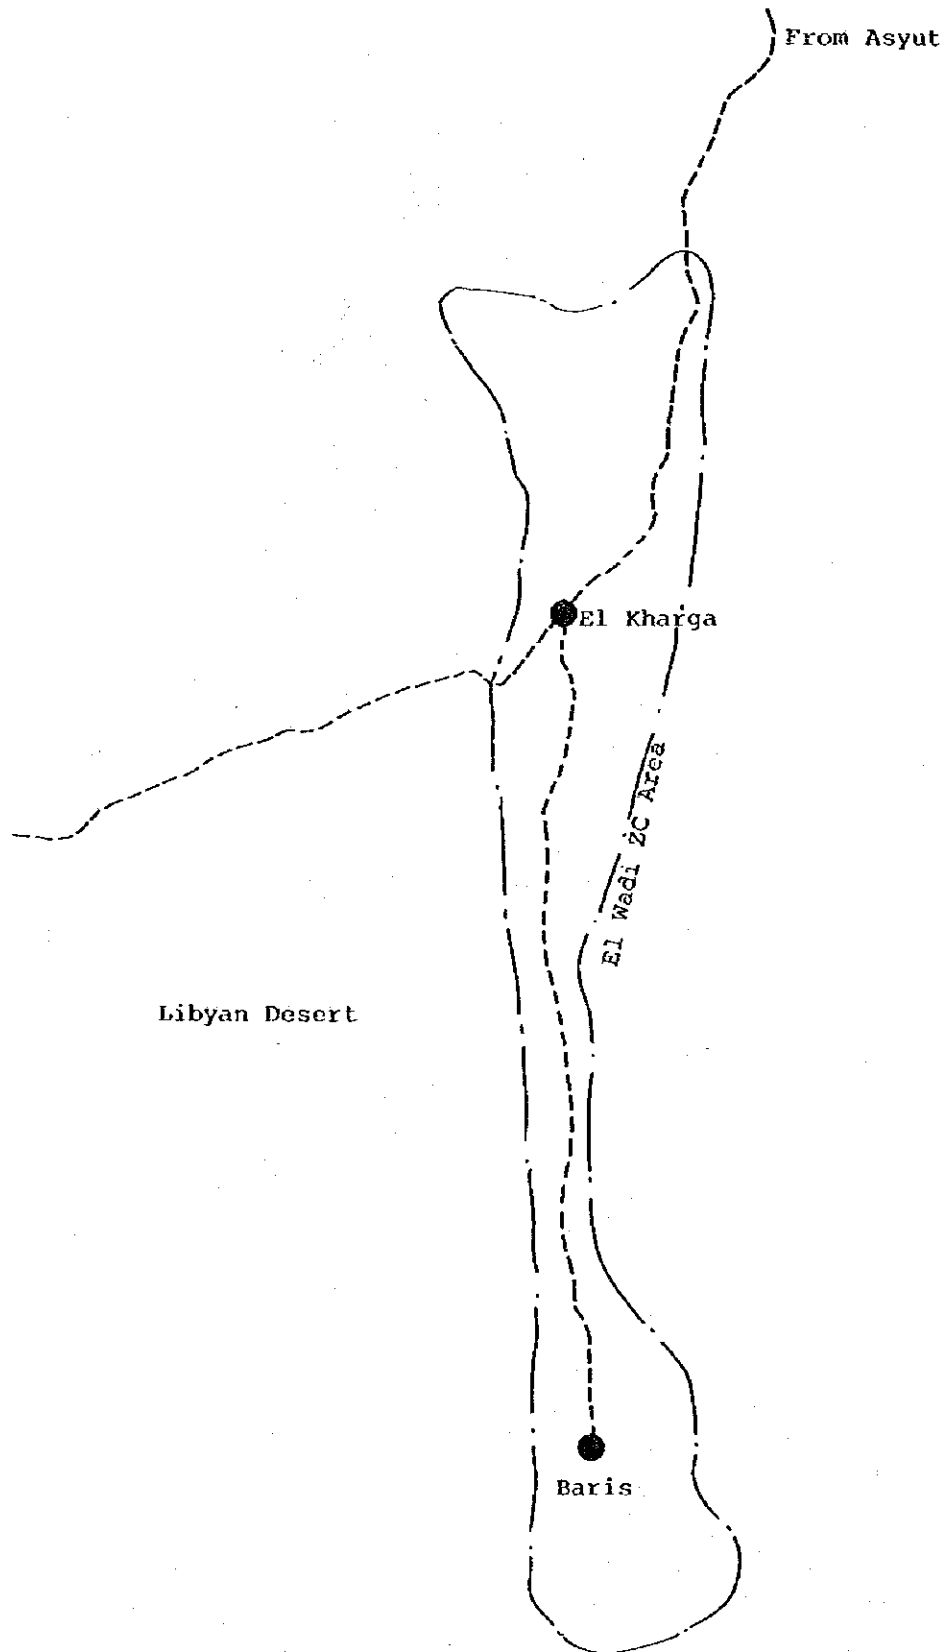 From Asyut
El Kharga
El Wadi ZC Area
Libyan Desert
Baris